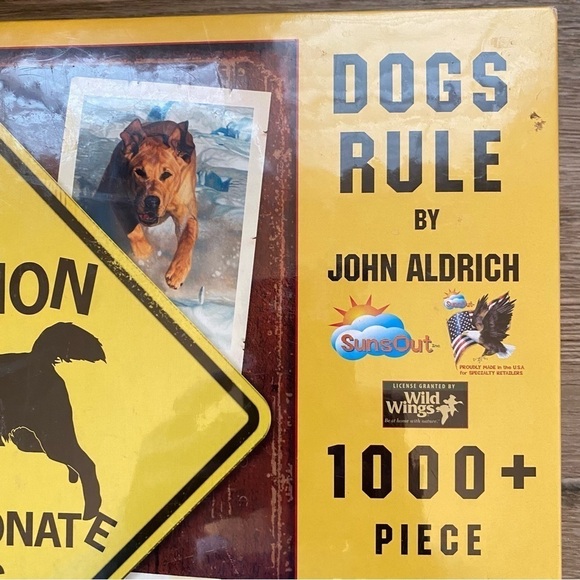 DOGS
RULE
BY
JOHN ALDRICH
SunsOut
PROUDLY MADE in the U.S.A
for SPECIALTY RETAILERS
LICENSE GRANTED BY
Wild
Wings
1000+
PIECE
ION
ONATE